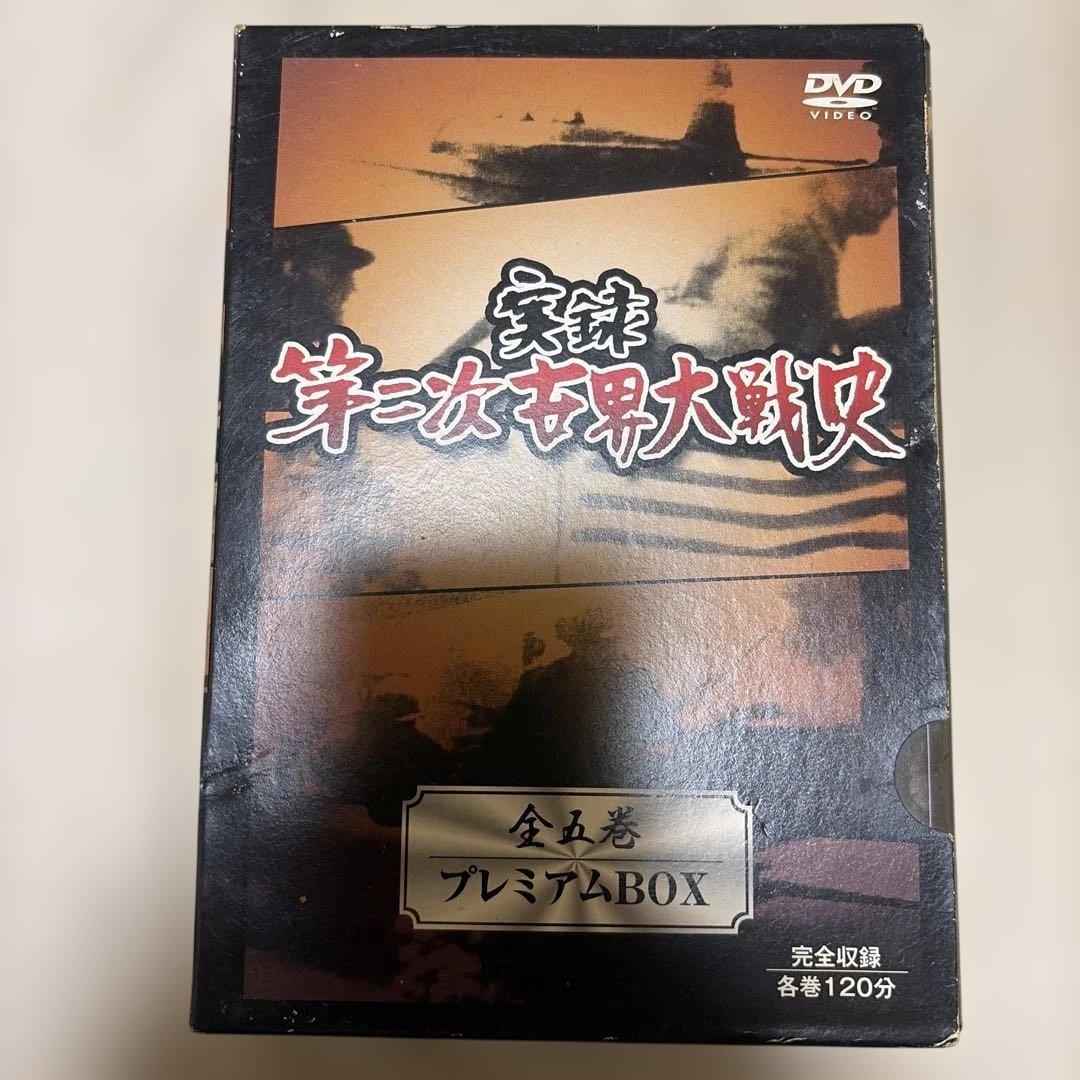 DVD
VIDEO
実録
第二次世界大戦史
全五巻
プレミアムBOX
完全収録
各巻120分